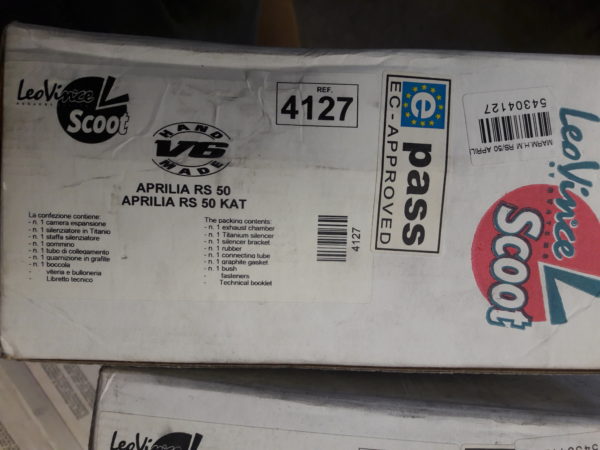 LeoVince
Scoot
REF.
4127
HAND
V6
MADE
APRILIA RS 50
APRILIA RS 50 KAT
La confezione contiene:
- n. 1 camera espansione
- n. 1 silenziatore in Titanio
- n. 1 staffa silenziatore
- n. 1 gommino
- n. 1 tubo di collegamento
- n. 1 guarnizione in grafite
- n. 1 boccola
- viteria e bulloneria
- Libretto tecnico
The packing contents:
- n. 1 exhaust chamber
- n. 1 Titanium silencer
- n. 1 silencer bracket
- n. 1 rubber
- n. 1 connecting tube
- n. 1 graphite gasket
- n. 1 bush
- fasteners
- Technical booklet
4127
e pass
EC-APPROVED
54304127
MARM.H.M RS/50 APRIL
LeoVince
Scoot
LeoVince